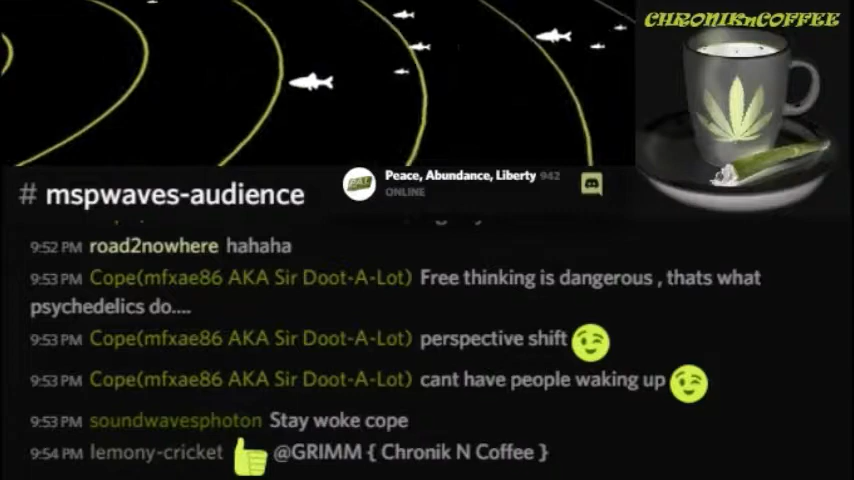 CHRONIKnCOFFEE
Peace, Abundance, Liberty 942
ONLINE
# mspwaves-audience
9:52 PM road2nowhere hahaha
9:53 PM Cope(mfxae86 AKA Sir Doot-A-Lot) Free thinking is dangerous , thats what
psychedelics do....
9:53 PM Cope(mfxae86 AKA Sir Doot-A-Lot) perspective shift
9:53 PM Cope(mfxae86 AKA Sir Doot-A-Lot) cant have people waking up
9:53 PM soundwavesphoton Stay woke cope
9:54 PM lemony-cricket @GRIMM { Chronik N Coffee }